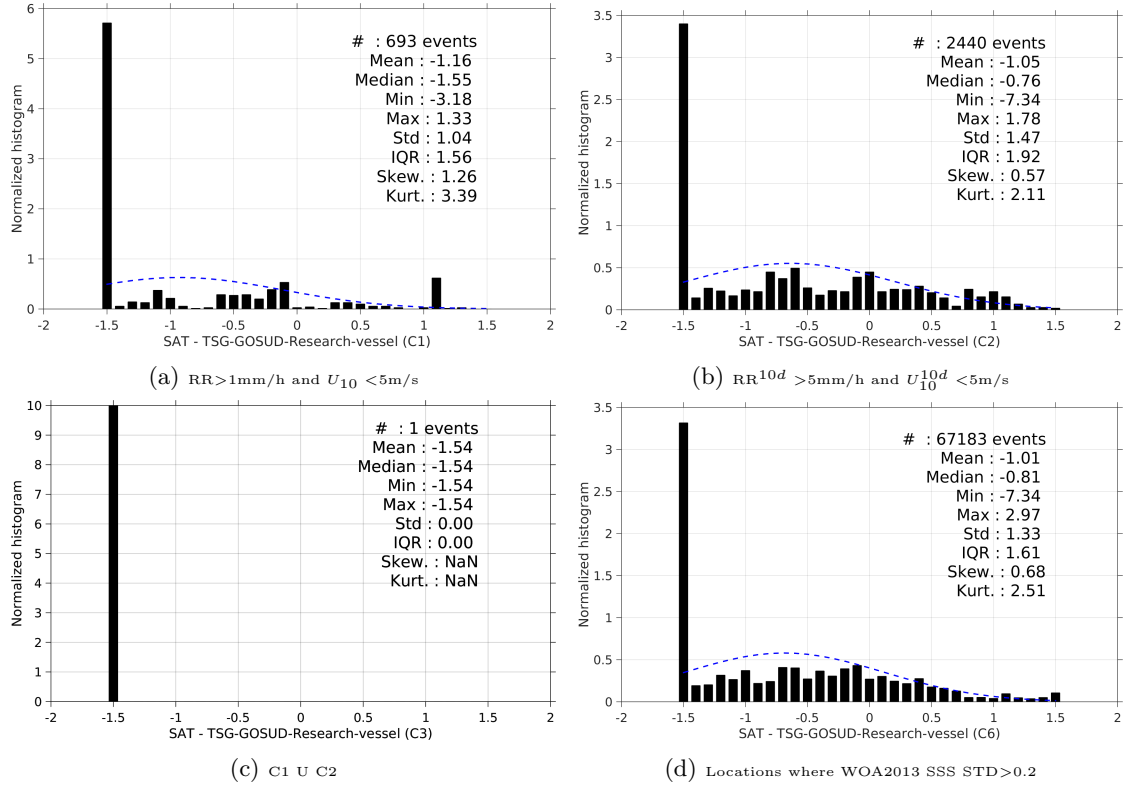 6
5
4
3
2
1
0
Normalized histogram
# : 693 events
Mean : -1.16
Median : -1.55
Min : -3.18
Max : 1.33
Std : 1.04
IQR : 1.56
Skew. : 1.26
Kurt. : 3.39
-2 -1.5 -1 -0.5 0 0.5 1 1.5 2
SAT - TSG-GOSUD-Research-vessel (C1)
(a) RR>1mm/h and U10 <5m/s
3.5
3
2.5
2
1.5
1
0.5
0
Normalized histogram
# : 2440 events
Mean : -1.05
Median : -0.76
Min : -7.34
Max : 1.78
Std : 1.47
IQR : 1.92
Skew. : 0.57
Kurt. : 2.11
-2 -1.5 -1 -0.5 0 0.5 1 1.5 2
SAT - TSG-GOSUD-Research-vessel (C2)
(b) RR^10d >5mm/h and U10^10d <5m/s
10
9
8
7
6
5
4
3
2
1
0
Normalized histogram
# : 1 events
Mean : -1.54
Median : -1.54
Min : -1.54
Max : -1.54
Std : 0.00
IQR : 0.00
Skew. : NaN
Kurt. : NaN
-2 -1.5 -1 -0.5 0 0.5 1 1.5 2
SAT - TSG-GOSUD-Research-vessel (C3)
(c) C1 U C2
3.5
3
2.5
2
1.5
1
0.5
0
Normalized histogram
# : 67183 events
Mean : -1.01
Median : -0.81
Min : -7.34
Max : 2.97
Std : 1.33
IQR : 1.61
Skew. : 0.68
Kurt. : 2.51
-2 -1.5 -1 -0.5 0 0.5 1 1.5 2
SAT - TSG-GOSUD-Research-vessel (C6)
(d) Locations where WOA2013 SSS STD>0.2